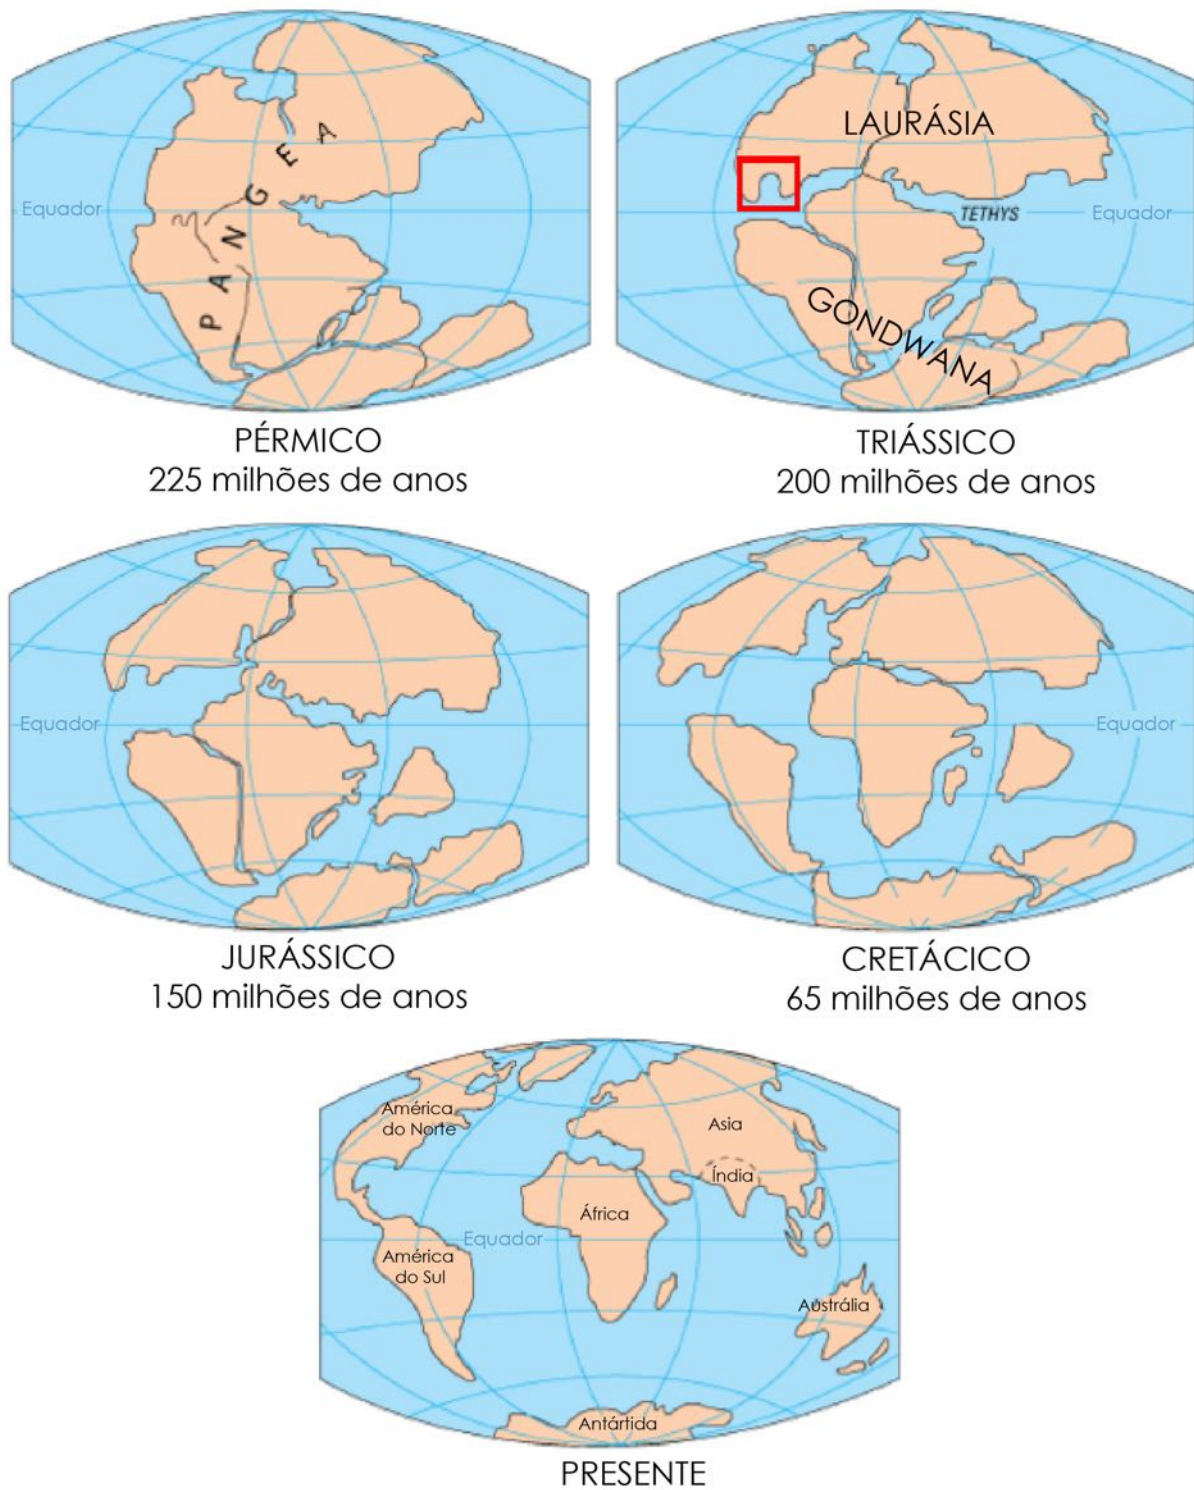 PANGEA
Equador
PÉRMICO
225 milhões de anos
LAURÁSIA
TETHYS
Equador
GONDWANA
TRIÁSSICO
200 milhões de anos
Equador
JURÁSSICO
150 milhões de anos
Equador
CRETÁCICO
65 milhões de anos
América
do Norte
Asia
Índia
África
Equador
América
do Sul
Austrália
Antártida
PRESENTE